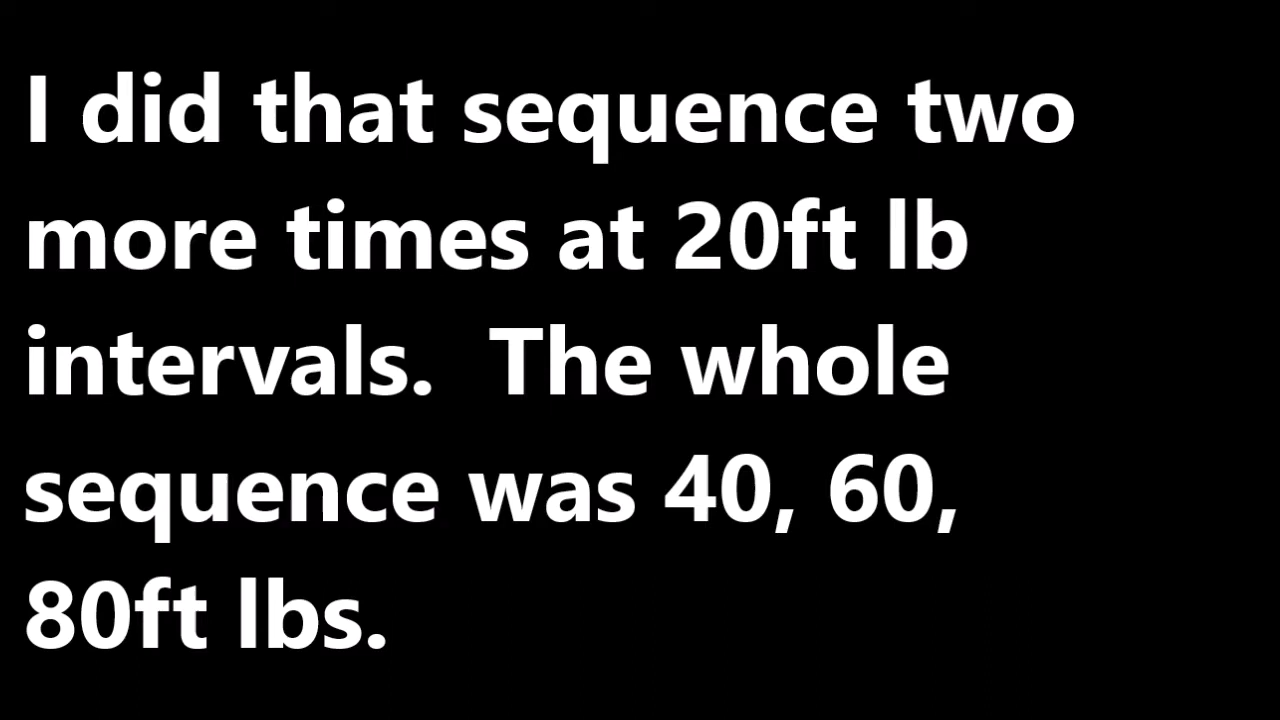 I did that sequence two
more times at 20ft lb
intervals.  The whole
sequence was 40, 60,
80ft lbs.